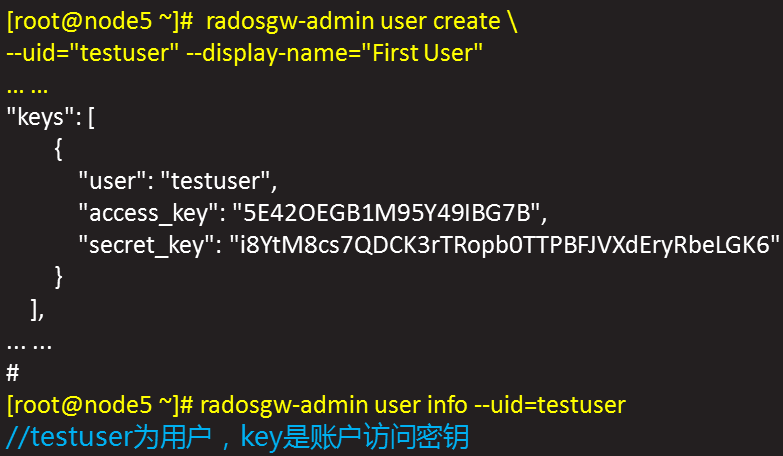 [root@node5 ~]# radosgw-admin user create \
--uid="testuser" --display-name="First User"
... ...
"keys": [
{
"user": "testuser",
"access_key": "5E42OEGB1M95Y49IBG7B",
"secret_key": "i8YtM8cs7QDCK3rTRopb0TTPBFJVXdEryRbeLGK6"
}
],
... ...
#
[root@node5 ~]# radosgw-admin user info --uid=testuser
//testuser为用户，key是账户访问密钥